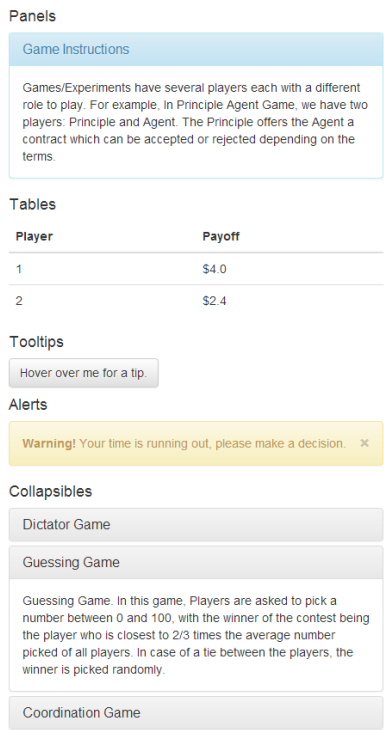 Panels
Game Instructions
Games/Experiments have several players each with a different
role to play. For example, In Principle Agent Game, we have two
players: Principle and Agent. The Principle offers the Agent a
contract which can be accepted or rejected depending on the
terms.
Tables
Player Payoff
1 $4.0
2 $2.4
Tooltips
Hover over me for a tip.
Alerts
Warning! Your time is running out, please make a decision. ×
Collapsibles
Dictator Game
Guessing Game
Guessing Game. In this game, Players are asked to pick a
number between 0 and 100, with the winner of the contest being
the player who is closest to 2/3 times the average number
picked of all players. In case of a tie between the players, the
winner is picked randomly.
Coordination Game